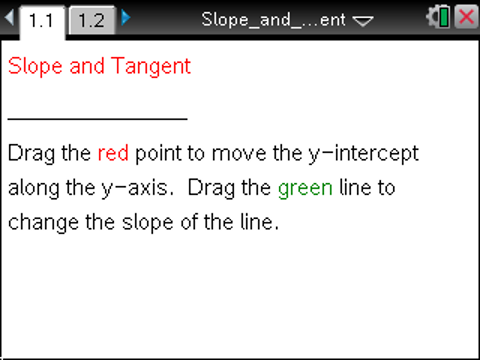 1.1 1.2 Slope_and_...ent
Slope and Tangent
Drag the red point to move the y-intercept
along the y-axis. Drag the green line to
change the slope of the line.